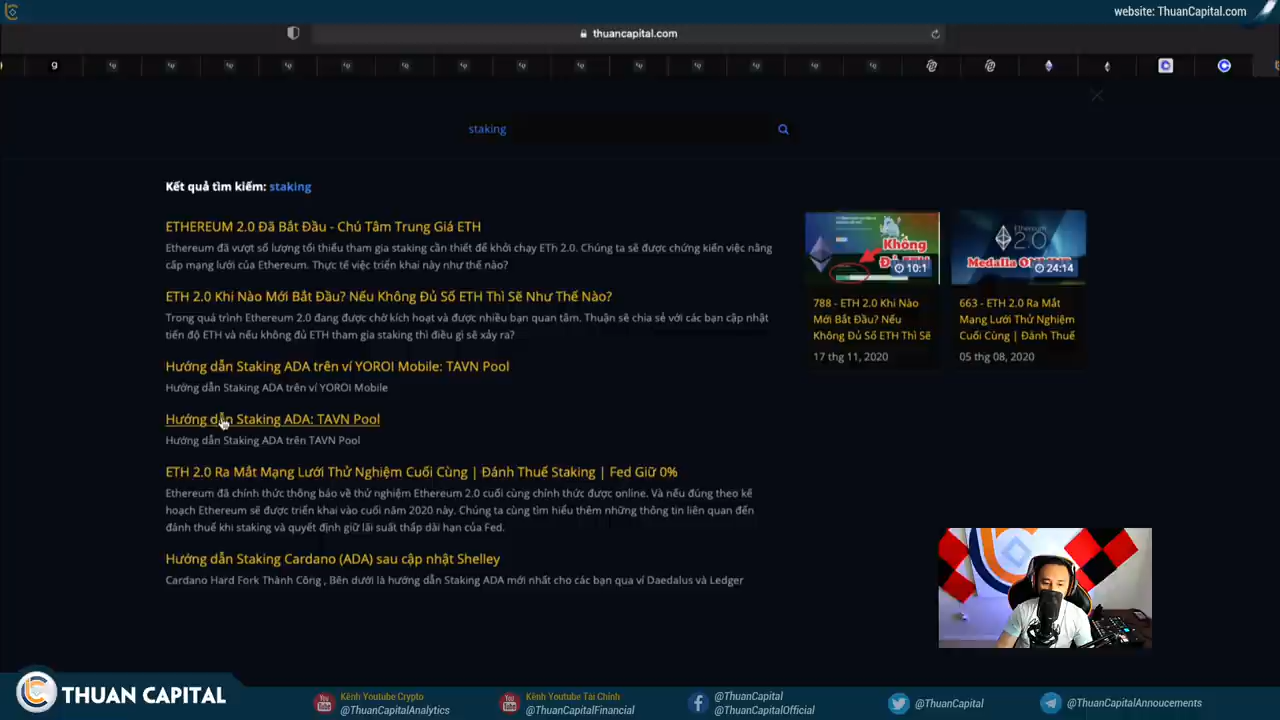 website: ThuanCapital.com
thuancapital.com
g
staking
Kết quả tìm kiếm: staking
ETHEREUM 2.0 Đã Bắt Đầu - Chú Tâm Trung Giá ETH
Ethereum đã vượt số lượng tối thiểu tham gia staking cần thiết để khởi chạy ETh 2.0. Chúng ta sẽ được chứng kiến việc nâng
cấp mạng lưới của Ethereum. Thực tế việc triển khai này như thế nào?
ETH 2.0 Khi Nào Mới Bắt Đầu? Nếu Không Đủ Số ETH Thì Sẽ Như Thế Nào?
Trong quá trình Ethereum 2.0 đang được chờ kích hoạt và được nhiều bạn quan tâm. Thuận sẽ chia sẻ với các bạn cập nhật
tiến độ ETH và nếu không đủ ETH tham gia staking thì điều gì sẽ xảy ra?
Hướng dẫn Staking ADA trên ví YOROI Mobile: TAVN Pool
Hướng dẫn Staking ADA trên ví YOROI Mobile
Hướng dẫn Staking ADA: TAVN Pool
Hướng dẫn Staking ADA trên TAVN Pool
ETH 2.0 Ra Mắt Mạng Lưới Thử Nghiệm Cuối Cùng | Đánh Thuế Staking | Fed Giữ 0%
Ethereum đã chính thức thông báo về thử nghiệm Ethereum 2.0 cuối cùng chính thức được online. Và nếu đúng theo kế
hoạch Ethereum sẽ được triển khai vào cuối năm 2020 này. Chúng ta cùng tìm hiểu thêm những thông tin liên quan đến
đánh thuế khi staking và quyết định giữ lãi suất thấp dài hạn của Fed.
Hướng dẫn Staking Cardano (ADA) sau cập nhật Shelley
Cardano Hard Fork Thành Công , Bên dưới là hướng dẫn Staking ADA mới nhất cho các bạn qua ví Daedalus và Ledger
Không
10:1
788 - ETH 2.0 Khi Nào
Mới Bắt Đầu? Nếu
Không Đủ Số ETH Thì Sẽ
17 thg 11, 2020
ETHEREUM
2.0
Medalla
24:14
663 - ETH 2.0 Ra Mắt
Mạng Lưới Thử Nghiệm
Cuối Cùng | Đánh Thuế
05 thg 08, 2020
THUAN CAPITAL
Kênh Youtube Crypto
@ThuanCapitalAnalytics
Kênh Youtube Tài Chính
@ThuanCapitalFinancial
@ThuanCapital
@ThuanCapitalOfficial
@ThuanCapital
@ThuanCapitalAnnoucements